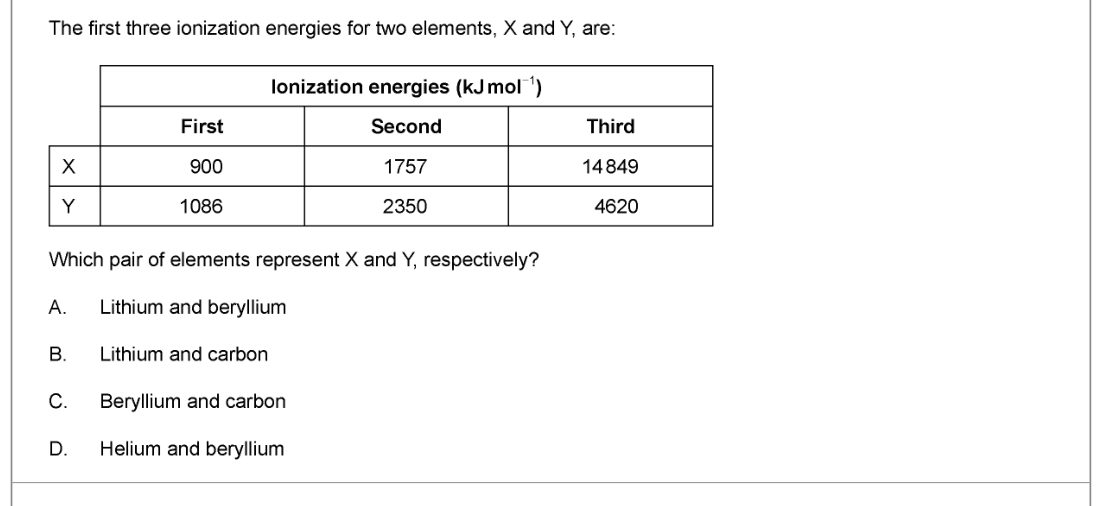 The first three ionization energies for two elements, X and Y, are:
Ionization energies (kJ mol⁻¹)
First Second Third
X 900 1757 14 849
Y 1086 2350 4620
Which pair of elements represent X and Y, respectively?
A. Lithium and beryllium
B. Lithium and carbon
C. Beryllium and carbon
D. Helium and beryllium